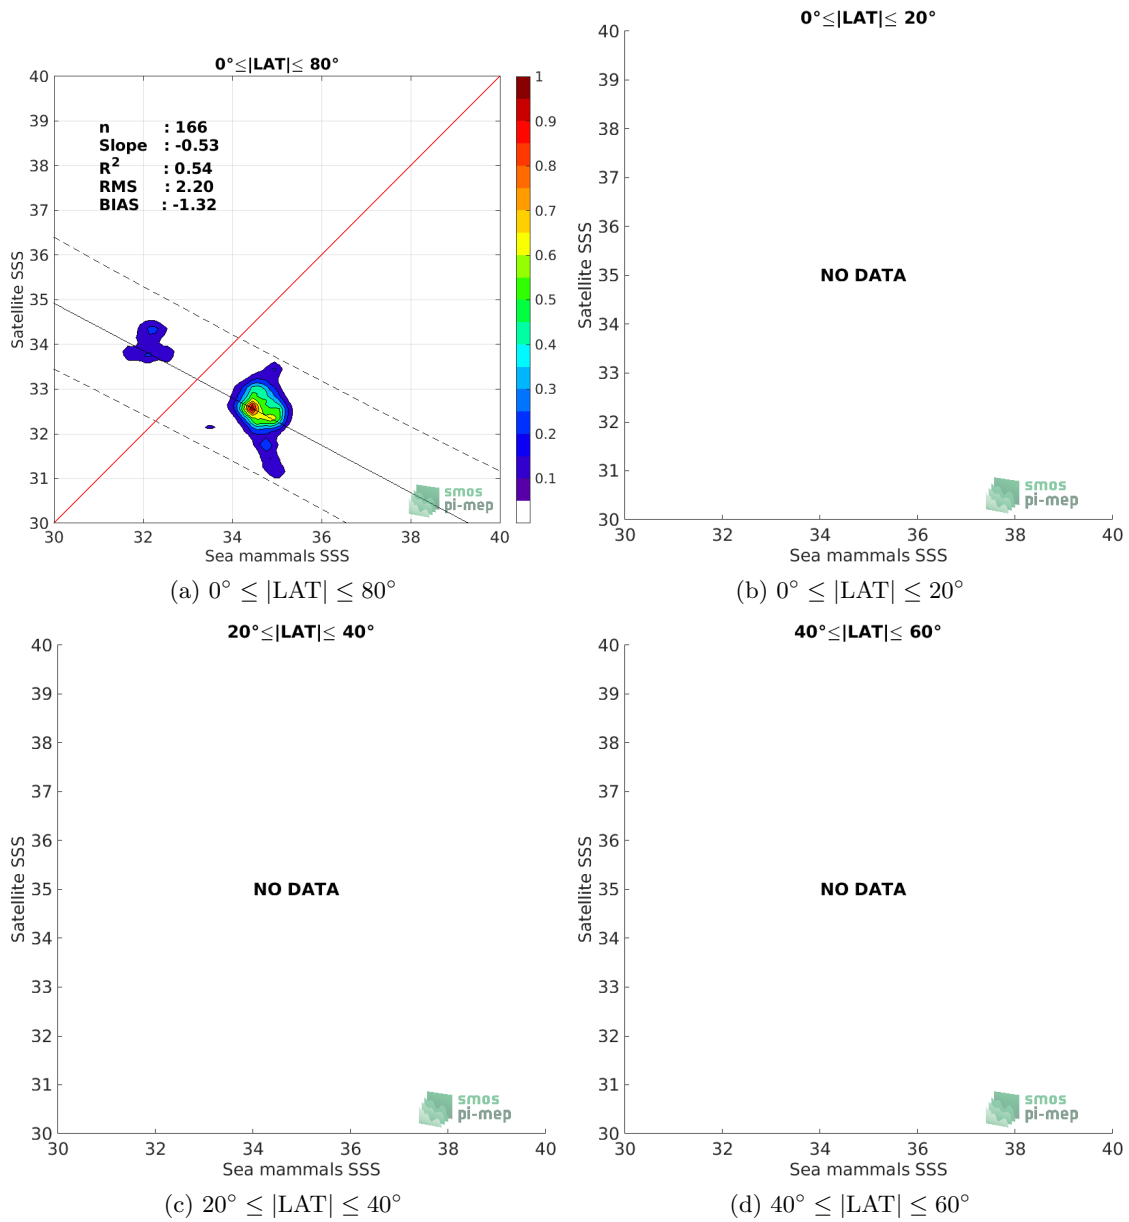 0°≤|LAT|≤ 80°
n : 166
Slope : -0.53
R² : 0.54
RMS : 2.20
BIAS : -1.32
40
39
38
37
36
35
34
33
32
31
30
Satellite SSS
30 32 34 36 38 40
Sea mammals SSS
1
0.9
0.8
0.7
0.6
0.5
0.4
0.3
0.2
0.1
smos
pi-mep
(a) 0° ≤ |LAT| ≤ 80°
0°≤|LAT|≤ 20°
40
39
38
37
36
35
34
33
32
31
30
Satellite SSS
NO DATA
smos
pi-mep
30 32 34 36 38 40
Sea mammals SSS
(b) 0° ≤ |LAT| ≤ 20°
20°≤|LAT|≤ 40°
40
39
38
37
36
35
34
33
32
31
30
Satellite SSS
NO DATA
smos
pi-mep
30 32 34 36 38 40
Sea mammals SSS
(c) 20° ≤ |LAT| ≤ 40°
40°≤|LAT|≤ 60°
40
39
38
37
36
35
34
33
32
31
30
Satellite SSS
NO DATA
smos
pi-mep
30 32 34 36 38 40
Sea mammals SSS
(d) 40° ≤ |LAT| ≤ 60°